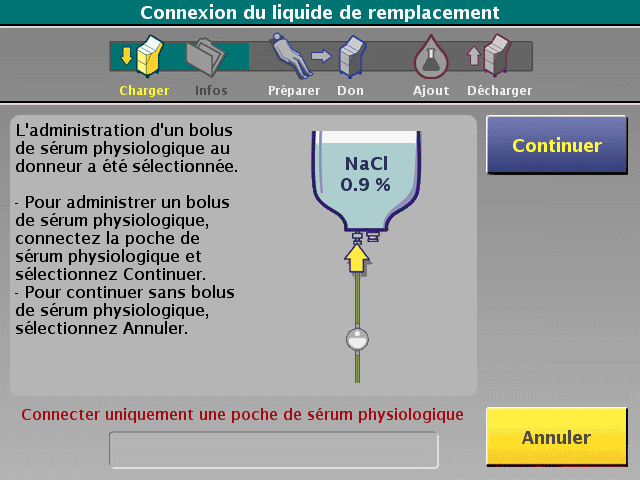 Connexion du liquide de remplacement
Charger
Infos
Préparer
Don
Ajout
Décharger
L'administration d'un bolus
de sérum physiologique au
donneur a été sélectionnée.
- Pour administrer un bolus
de sérum physiologique,
connectez la poche de
sérum physiologique et
sélectionnez Continuer.
- Pour continuer sans bolus
de sérum physiologique,
sélectionnez Annuler.
NaCl
0.9 %
Continuer
Connecter uniquement une poche de sérum physiologique
Annuler